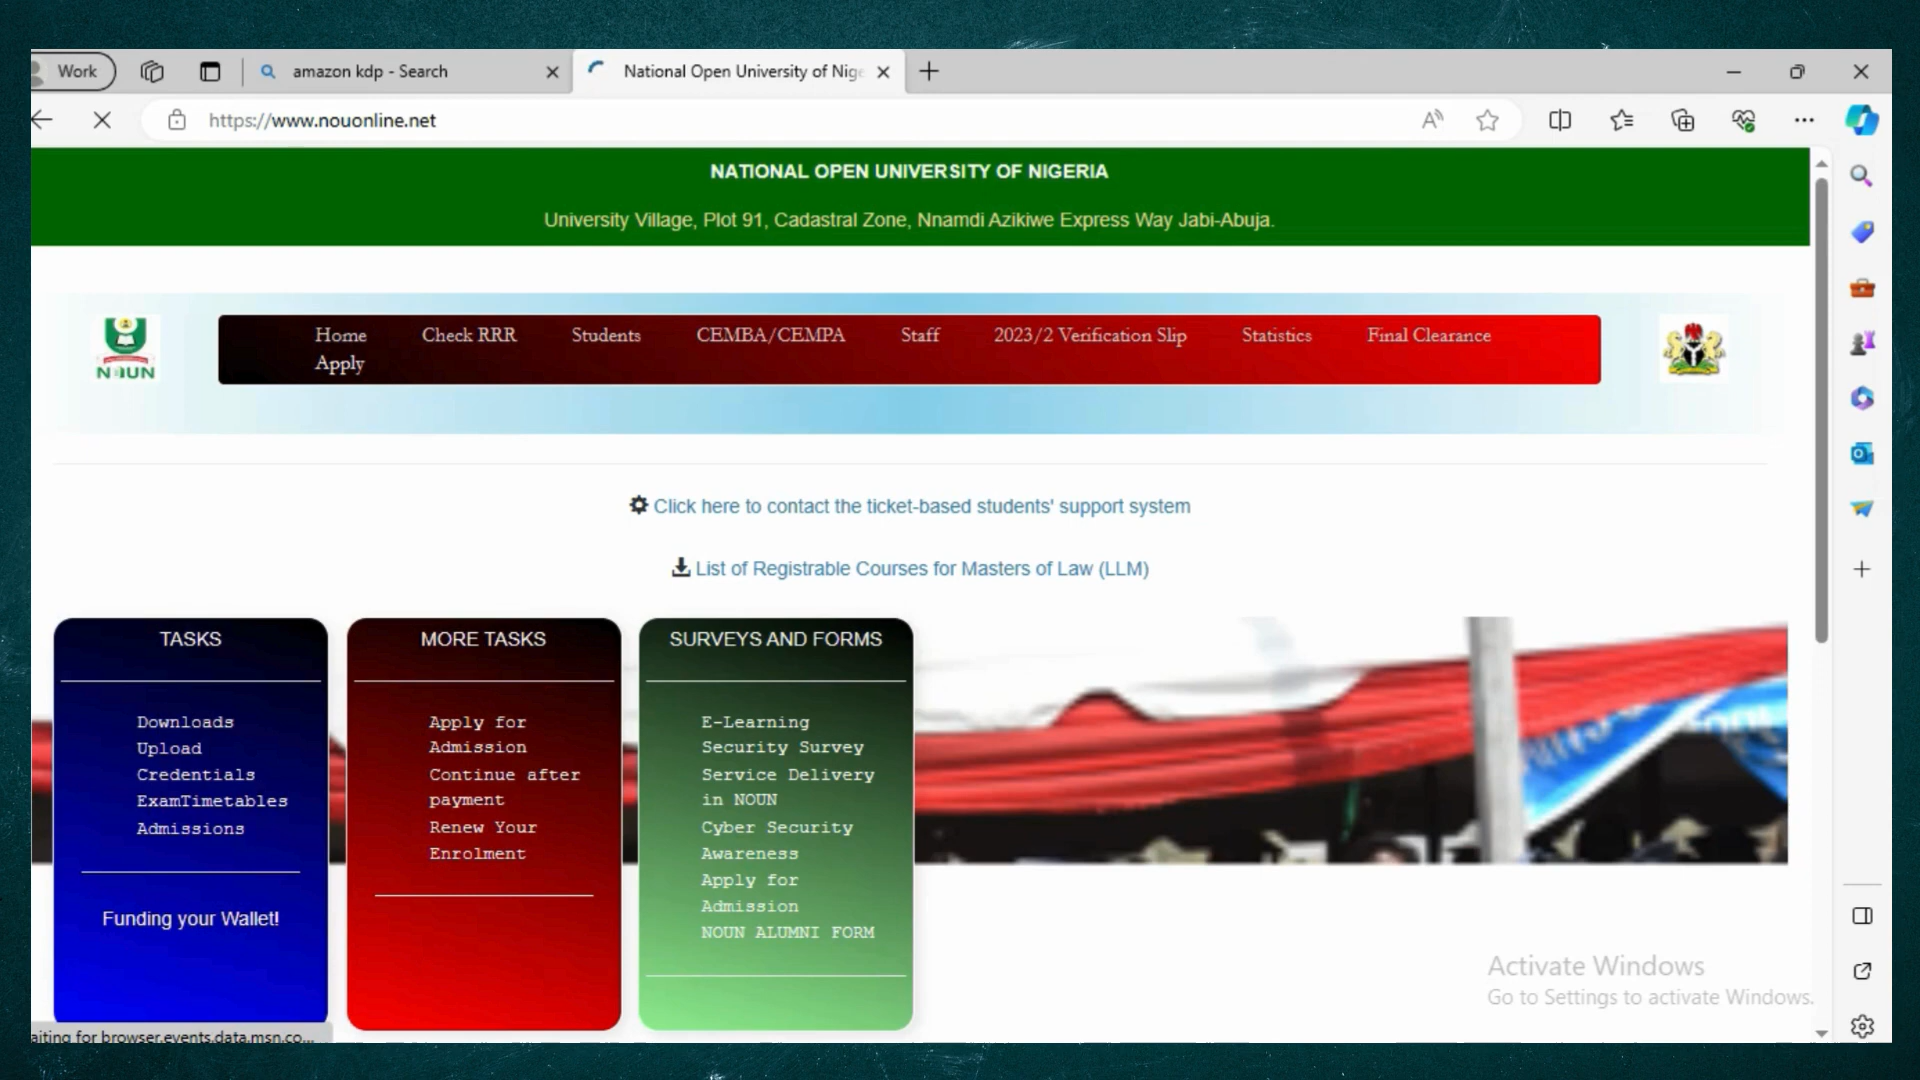 Work
amazon kdp - Search
National Open University of Nige
https://www.nouonline.net
NATIONAL OPEN UNIVERSITY OF NIGERIA
University Village, Plot 91, Cadastral Zone, Nnamdi Azikiwe Express Way Jabi-Abuja.
NOUN
Home Check RRR Students CEMBA/CEMPA Staff 2023/2 Verification Slip Statistics Final Clearance
Apply
Click here to contact the ticket-based students' support system
List of Registrable Courses for Masters of Law (LLM)
TASKS
Downloads
Upload
Credentials
ExamTimetables
Admissions
Funding your Wallet!
MORE TASKS
Apply for
Admission
Continue after
payment
Renew Your
Enrolment
SURVEYS AND FORMS
E-Learning
Security Survey
Service Delivery
in NOUN
Cyber Security
Awareness
Apply for
Admission
NOUN ALUMNI FORM
Activate Windows
Go to Settings to activate Windows.
aiting for browser.events.data.msn.co...